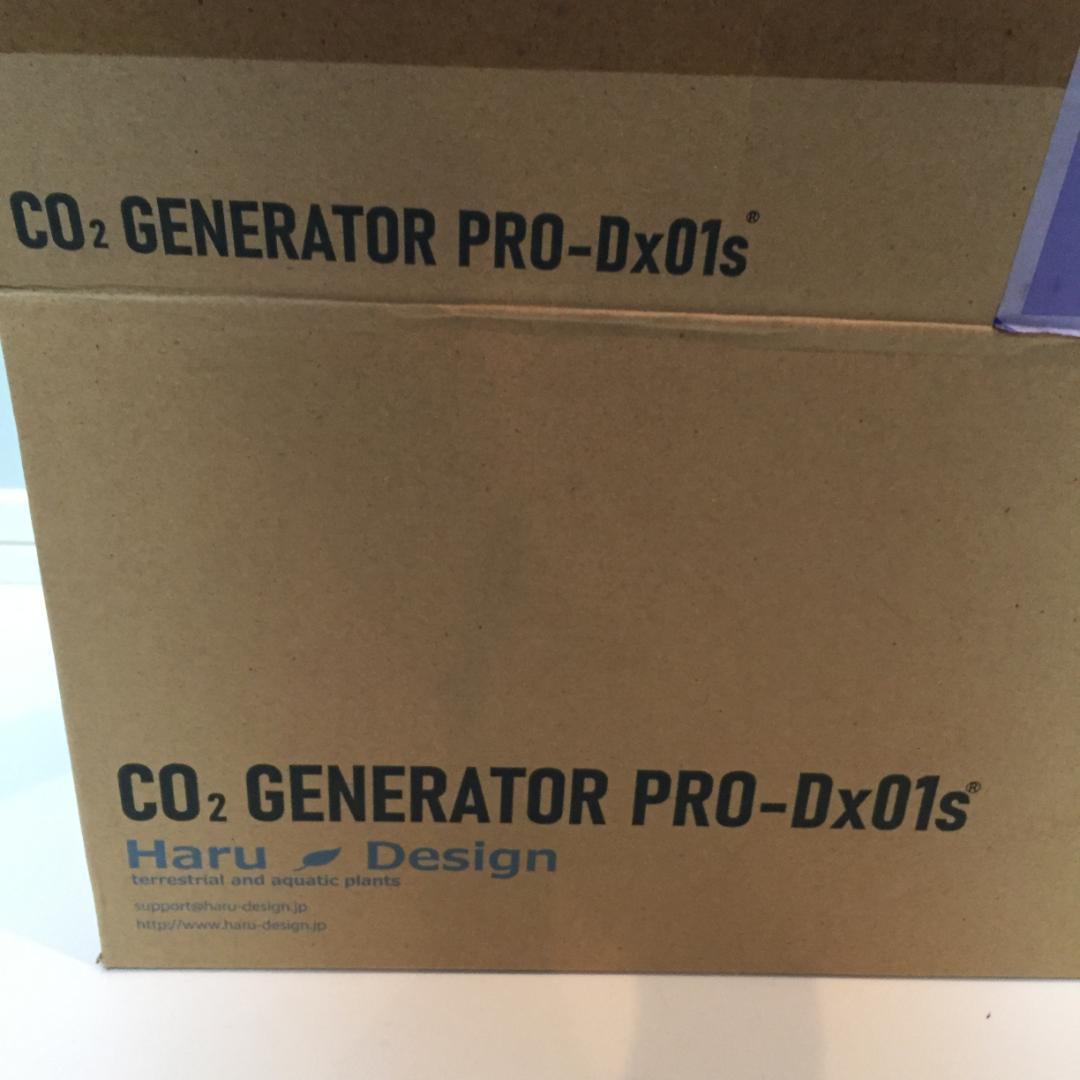 CO₂ GENERATOR PRO-Dx01s®
CO₂ GENERATOR PRO-Dx01s®
Haru Design
terrestrial and aquatic plants
support@haru-design.jp
http://www.haru-design.jp